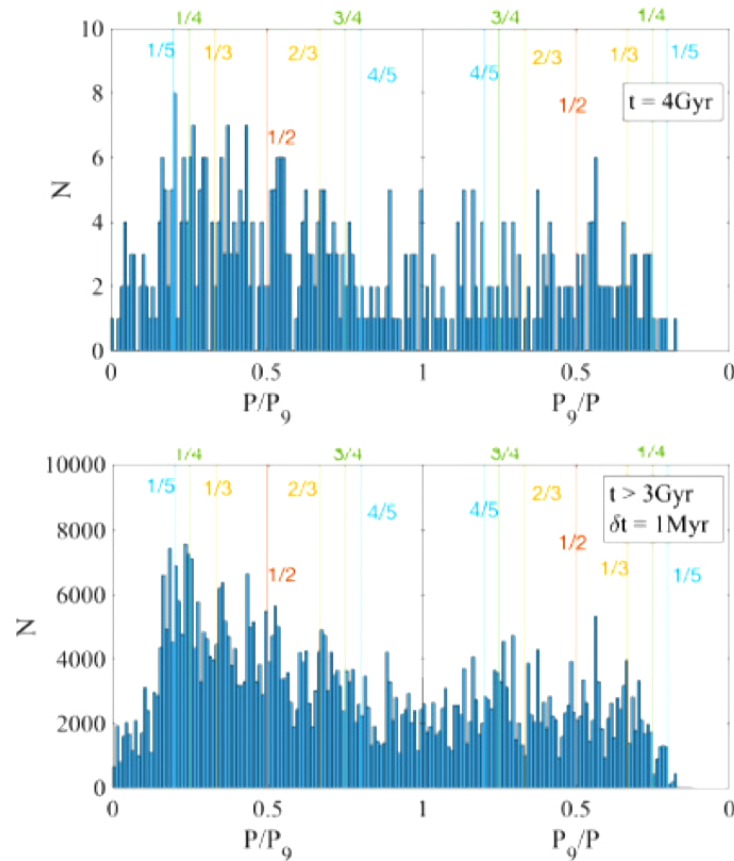 1/4 3/4 3/4 1/4
10
1/5 1/3 2/3 4/5 4/5 2/3 1/3 1/5
t = 4Gyr
8
1/2 1/2
6
N
4
2
0
0 0.5 1 0.5 0
P/P₉ P₉/P
1/4 3/4 3/4 1/4
10000
1/5 1/3 2/3 4/5 4/5 2/3
t > 3Gyr
δt = 1Myr
8000
1/2 1/2 1/3 1/5
6000
N
4000
2000
0
0 0.5 1 0.5 0
P/P₉ P₉/P